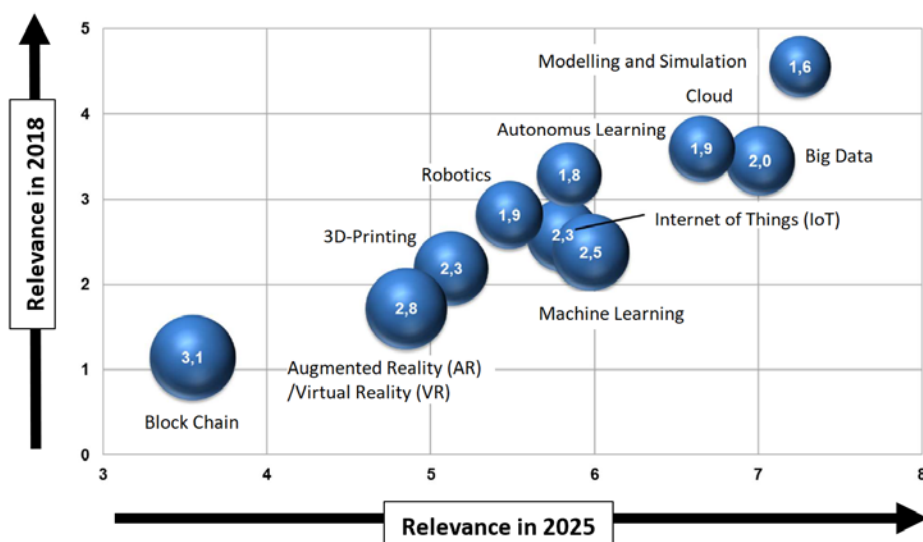 5
Modelling and Simulation
1,6
4
Cloud
Autonomus Learning
1,9
2,0
Big Data
Robotics
1,8
3
1,9
Internet of Things (IoT)
3D-Printing
2,3
2,3
2,5
2
2,8
Machine Learning
3,1
1
Augmented Reality (AR)
/Virtual Reality (VR)
Block Chain
0
3 4 5 6 7 8
Relevance in 2018
Relevance in 2025